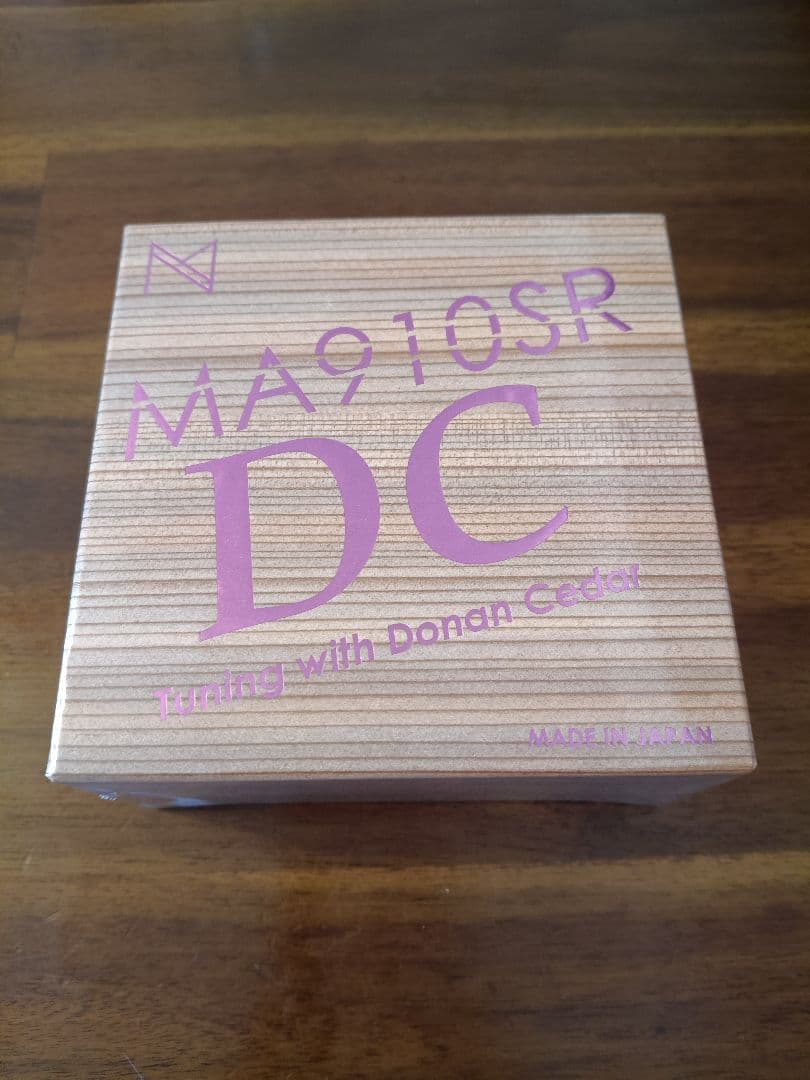 MA910SR
DC
Tuning with Donan Cedar
MADE IN JAPAN